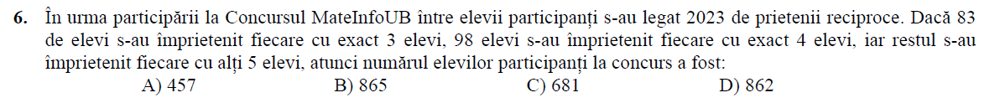 6. În urma participării la Concursul MateInfoUB între elevii participanți s-au legat 2023 de prietenii reciproce. Dacă 83
de elevi s-au împrietenit fiecare cu exact 3 elevi, 98 elevi s-au împrietenit fiecare cu exact 4 elevi, iar restul s-au
împrietenit fiecare cu alți 5 elevi, atunci numărul elevilor participanți la concurs a fost:
A) 457 B) 865 C) 681 D) 862